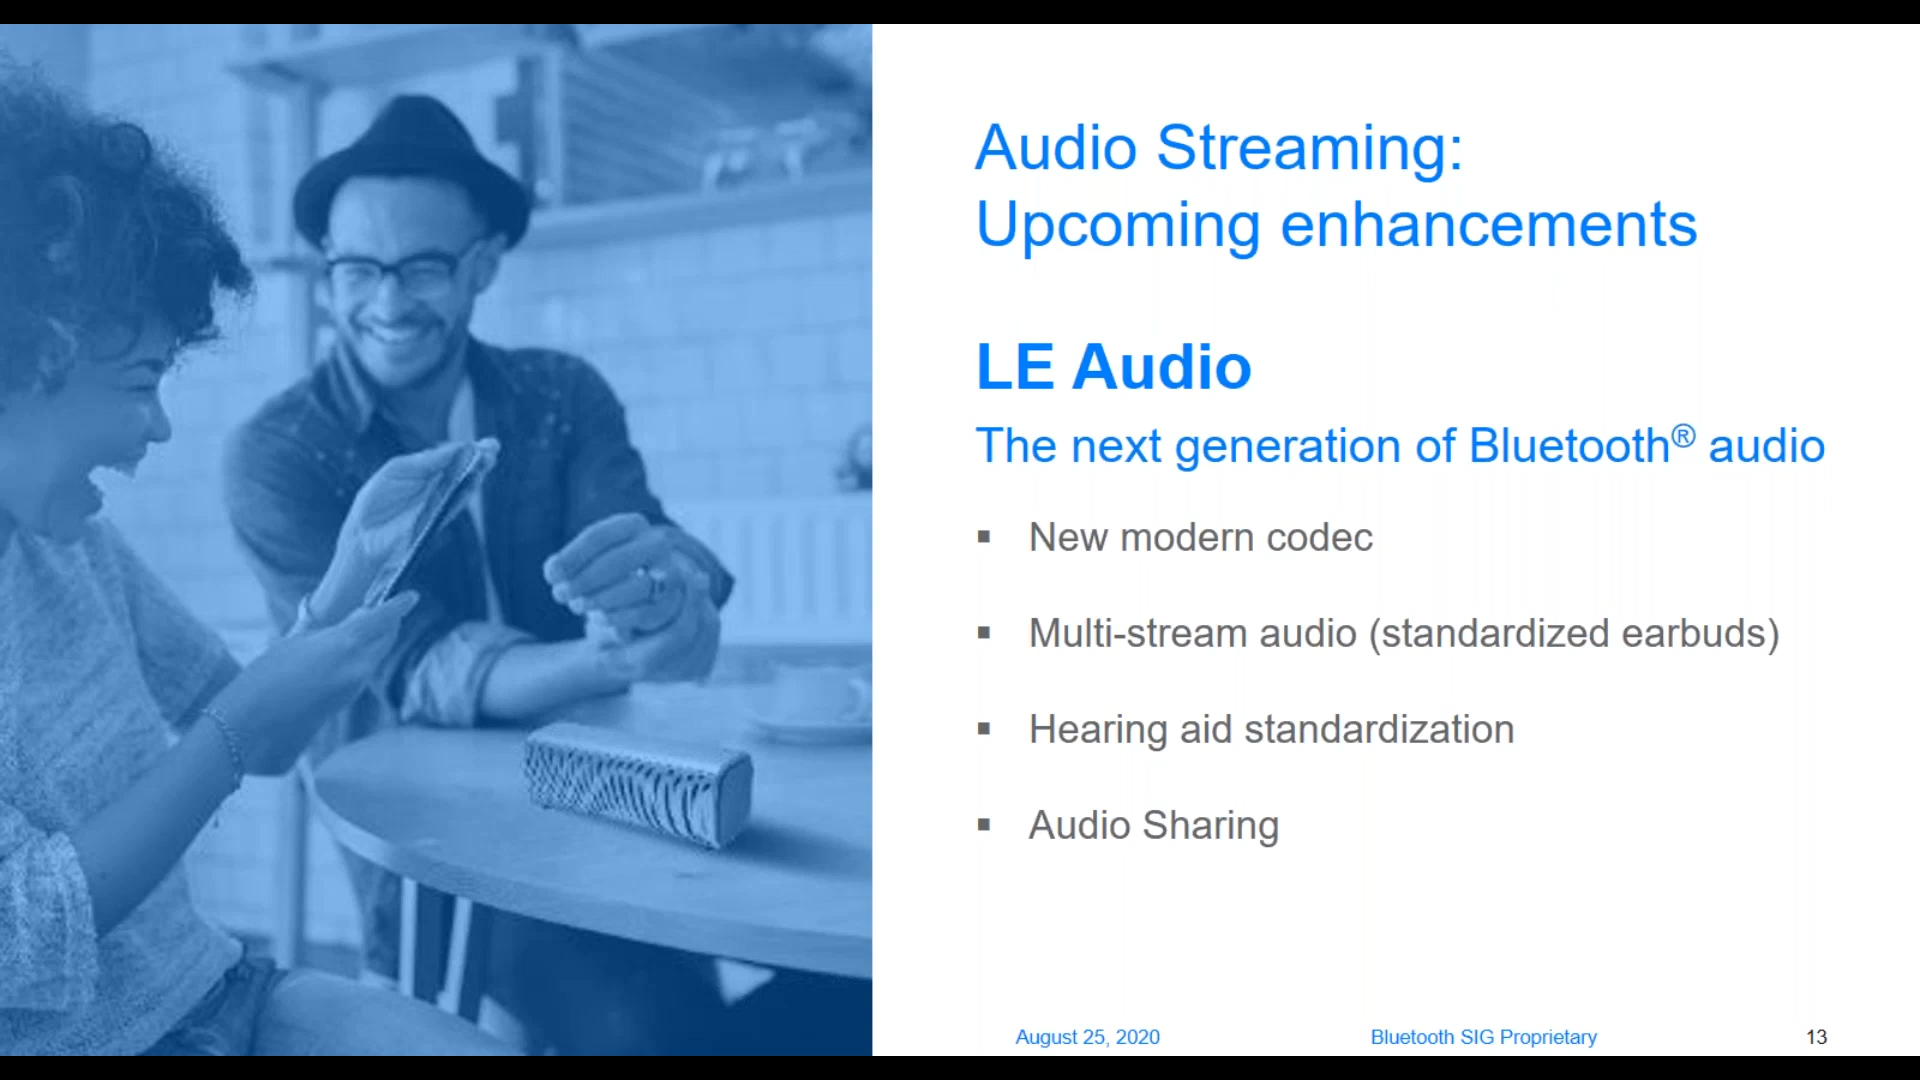 Audio Streaming:
Upcoming enhancements
LE Audio
The next generation of Bluetooth® audio
▪ New modern codec
▪ Multi-stream audio (standardized earbuds)
▪ Hearing aid standardization
▪ Audio Sharing
August 25, 2020 Bluetooth SIG Proprietary 13